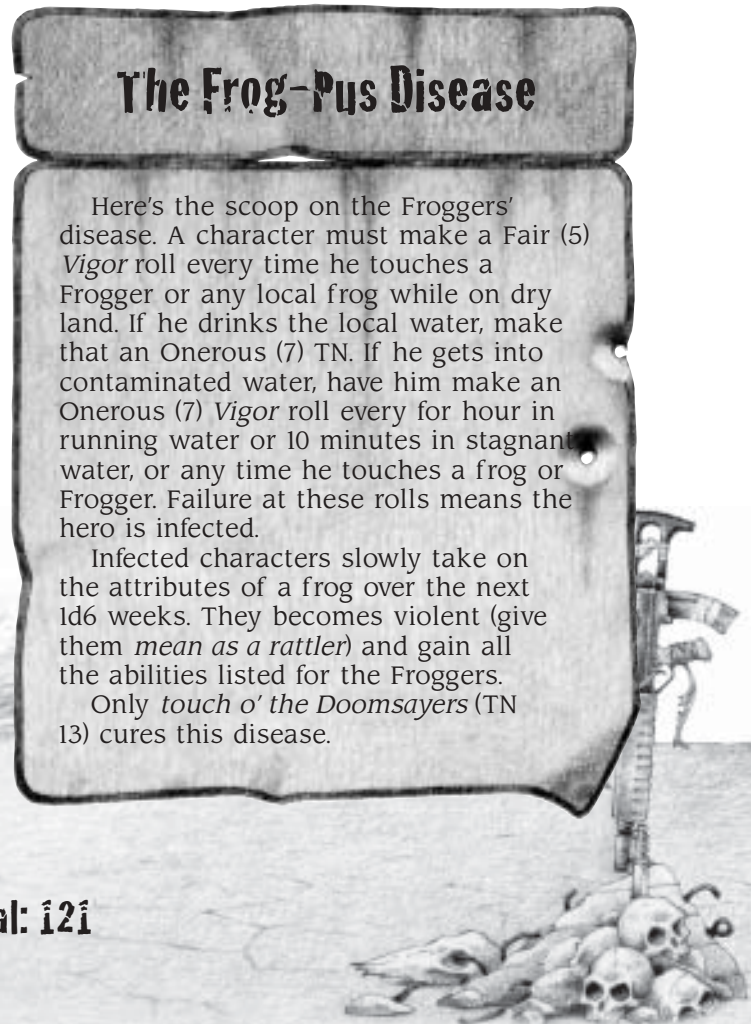 The Frog-Pus Disease
Here's the scoop on the Froggers'
disease. A character must make a Fair (5)
Vigor roll every time he touches a
Frogger or any local frog while on dry
land. If he drinks the local water, make
that an Onerous (7) TN. If he gets into
contaminated water, have him make an
Onerous (7) Vigor roll every for hour in
running water or 10 minutes in stagnant
water, or any time he touches a frog or
Frogger. Failure at these rolls means the
hero is infected.
Infected characters slowly take on
the attributes of a frog over the next
1d6 weeks. They becomes violent (give
them mean as a rattler) and gain all
the abilities listed for the Froggers.
Only touch o' the Doomsayers (TN
13) cures this disease.
al: 121